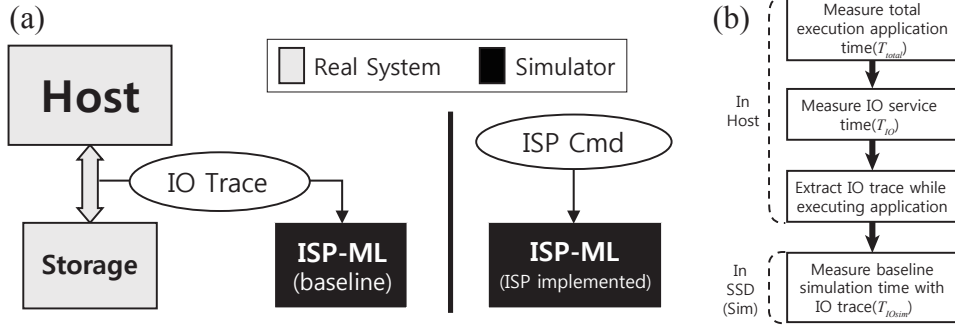 (a)
Real System
Simulator
Host
IO Trace
Storage
ISP-ML
(baseline)
ISP Cmd
ISP-ML
(ISP implemented)
(b)
In
Host
Measure total
execution application
time(T_total)
Measure IO service
time(T_IO)
Extract IO trace while
executing application
In
SSD
(Sim)
Measure baseline
simulation time with
IO trace(T_IOsim)